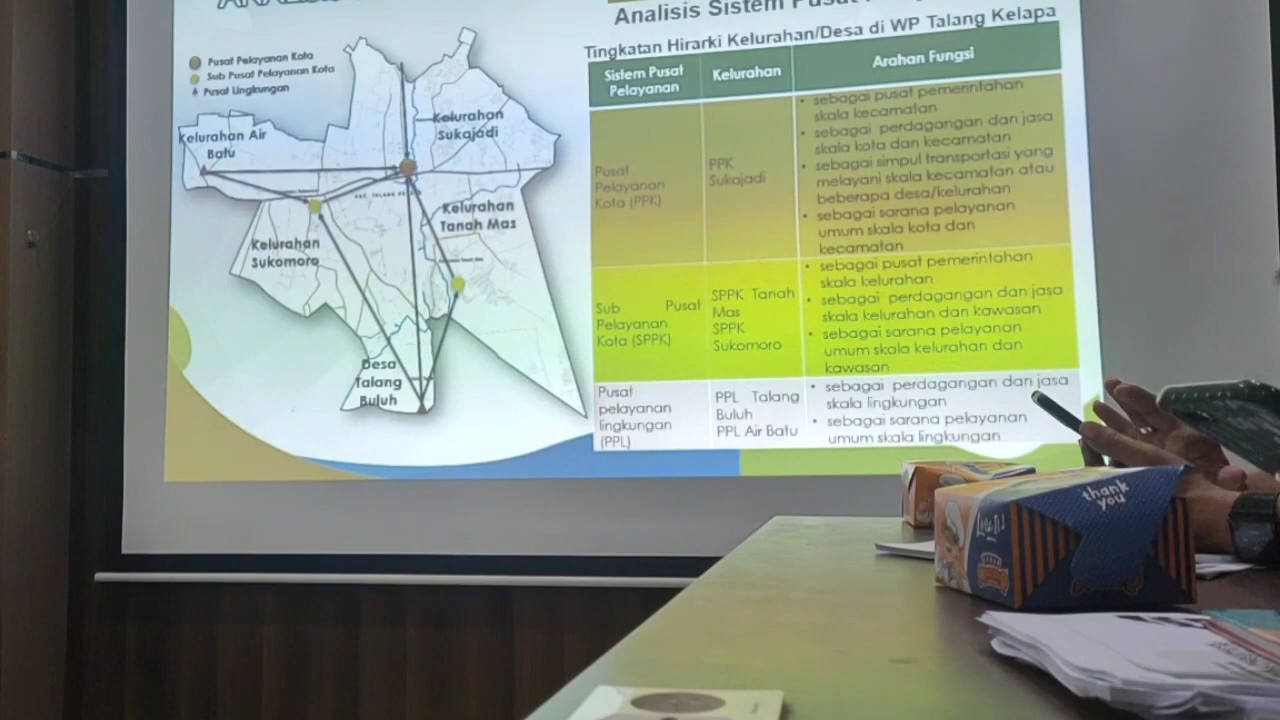 Analisis Sistem Pusat
Tingkatan Hirarki Kelurahan/Desa di WP Talang Kelapa
Pusat Pelayanan Kota
Sub Pusat Pelayanan Kota
Pusat Lingkungan
Kelurahan Air
Batu
Kelurahan
Sukajadi
Kelurahan
Tanah Mas
Kelurahan
Sukomoro
Desa
Talang
Buluh
Sistem Pusat
Pelayanan
Kelurahan
Arahan Fungsi
Pusat
Pelayanan
Kota (PPK)
PPK
Sukajadi
• sebagai pusat pemerintahan
skala kecamatan
• sebagai perdagangan dan jasa
skala kota dan kecamatan
• sebagai simpul transportasi yang
melayani skala kecamatan atau
beberapa desa/kelurahan
• sebagai sarana pelayanan
umum skala kota dan
kecamatan
Sub Pusat
Pelayanan
Kota (SPPK)
SPPK Tanah
Mas
SPPK
Sukomoro
• sebagai pusat pemerintahan
skala kelurahan
• sebagai perdagangan dan jasa
skala kelurahan dan kawasan
• sebagai sarana pelayanan
umum skala kelurahan dan
kawasan
Pusat
pelayanan
lingkungan
(PPL)
PPL Talang
Buluh
PPL Air Batu
• sebagai perdagangan dan jasa
skala lingkungan
• sebagai sarana pelayanan
umum skala lingkungan
thank
you